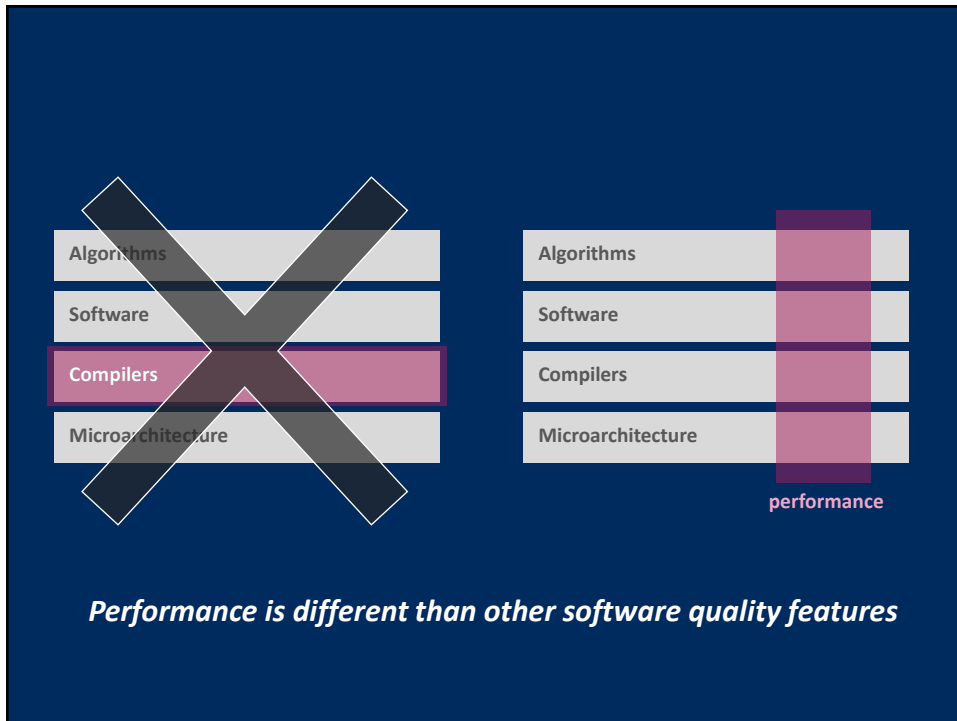 Algorithms
Software
Compilers
Microarchitecture
Algorithms
Software
Compilers
Microarchitecture
performance
Performance is different than other software quality features